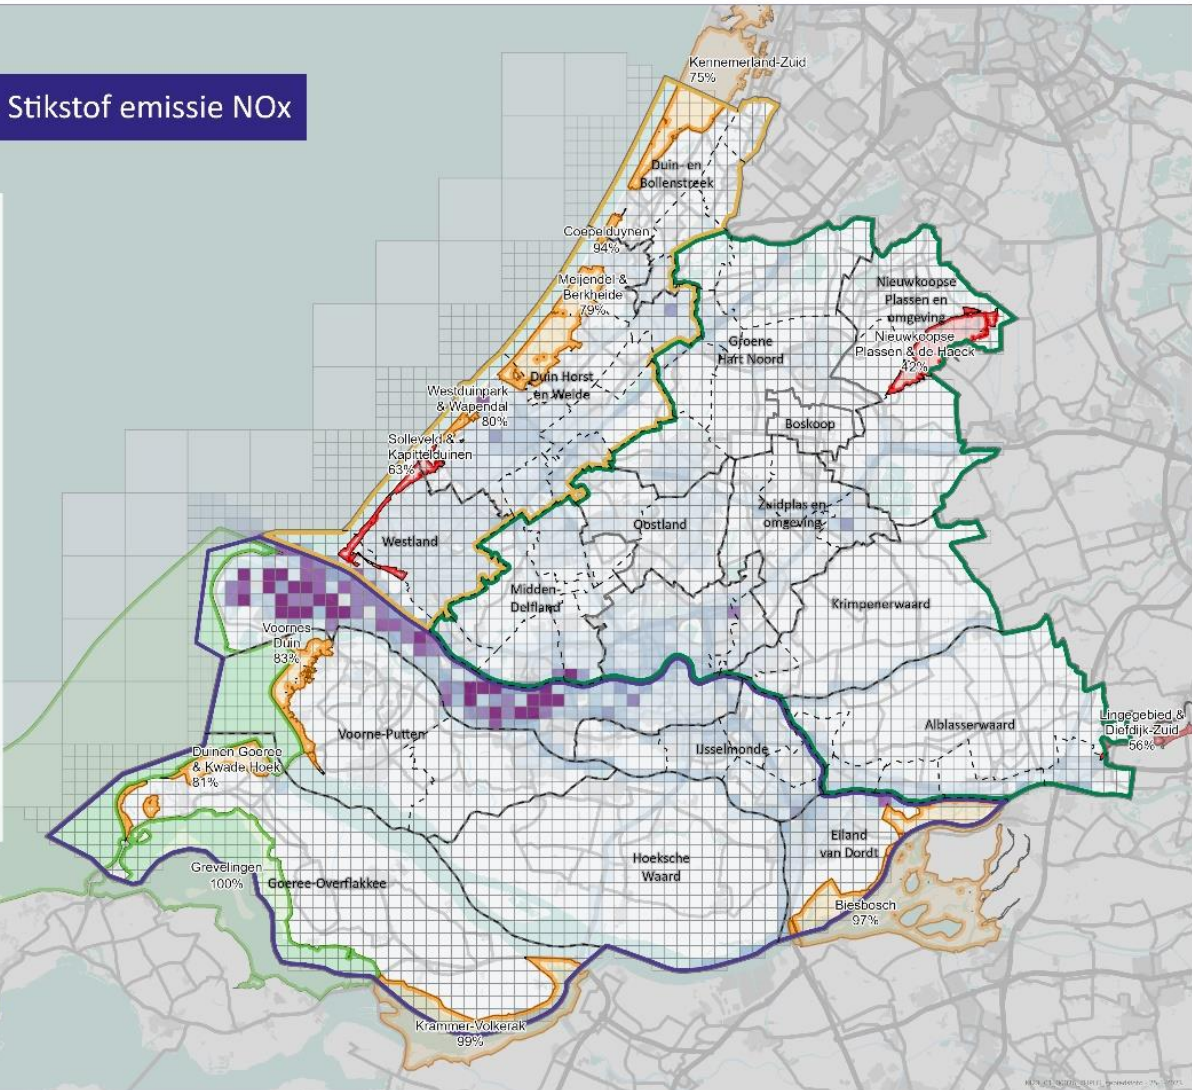 Stikstof emissie NOx
Kennemerland-Zuid
75%
Duin- en
Bollenstreek
Coepelduynen
94%
Meijendel &
Berkheide
79%
Nieuwkoopse
Plassen en
omgeving
Nieuwkoopse
Plassen & de Haeck
42%
Groene
Hart Noord
Duin Horst
en Weide
Westduinpark
& Wapendal
80%
Boskoop
Solleveld &
Kapittelduinen
63%
Zuidplas en
omgeving
Oostland
Westland
Midden-
Delfland
Krimpenerwaard
Voornes
Duin
83%
Voorne-Putten
IJsselmonde
Alblasserwaard
Lingegebied &
Diefdijk-Zuid
56%
Duinen Goeree
& Kwade Hoek
81%
Eiland
van Dordt
Hoeksche
Waard
Grevelingen
100%
Goeree-Overflakkee
Biesbosch
97%
Krammer-Volkerak
99%